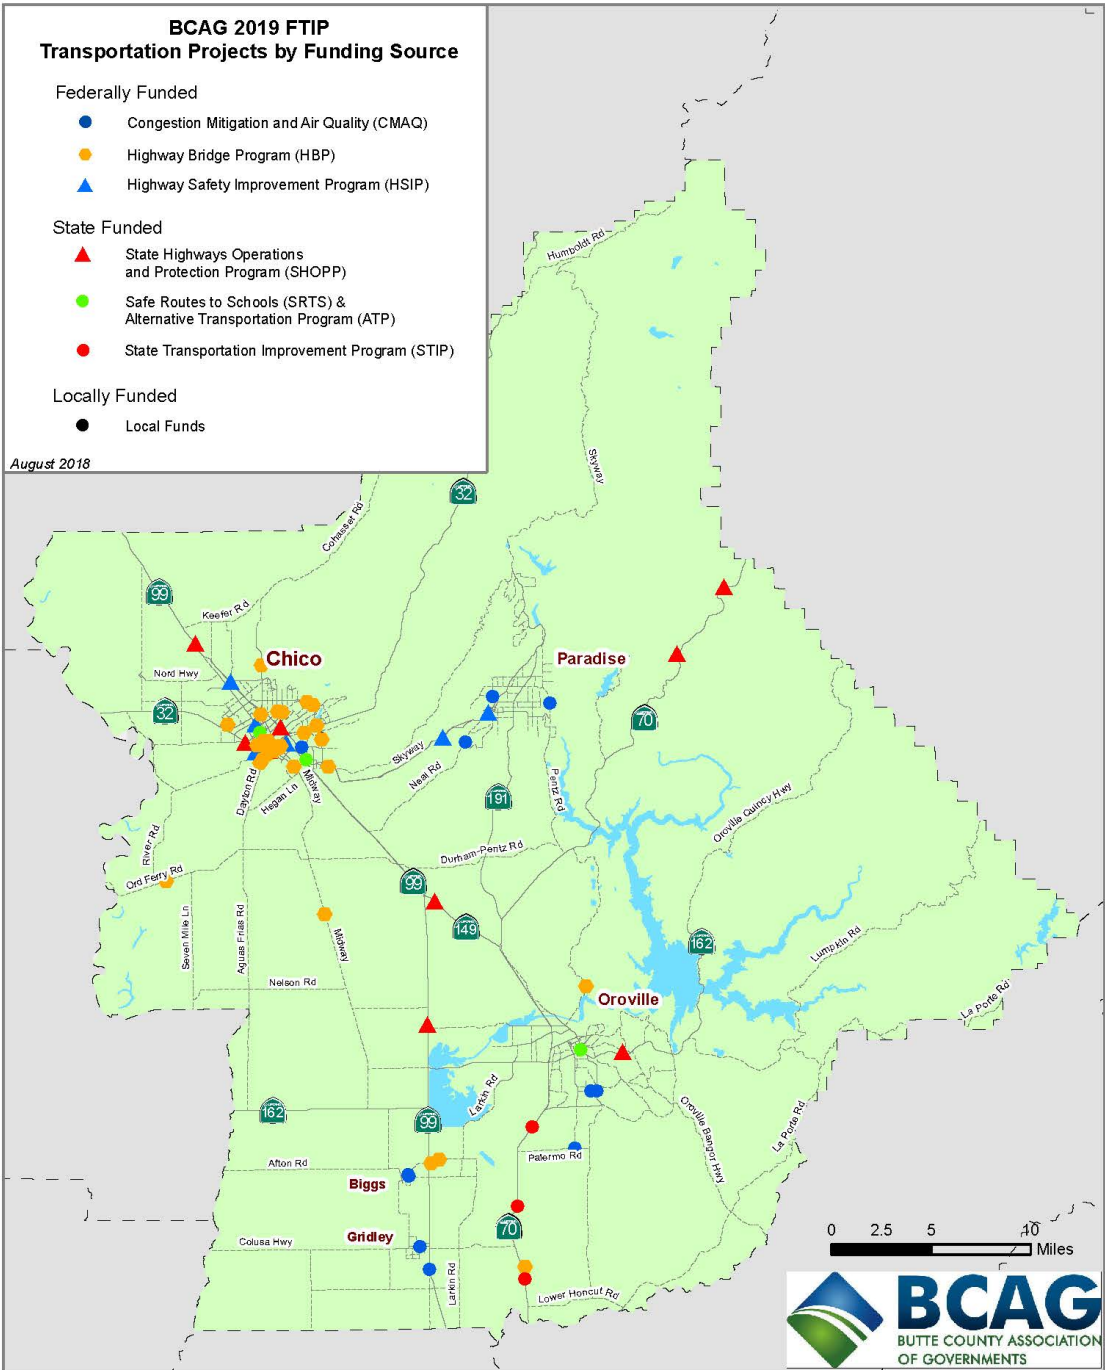 BCAG 2019 FTIP
Transportation Projects by Funding Source
Federally Funded
Congestion Mitigation and Air Quality (CMAQ)
Highway Bridge Program (HBP)
Highway Safety Improvement Program (HSIP)
State Funded
State Highways Operations
and Protection Program (SHOPP)
Safe Routes to Schools (SRTS) &
Alternative Transportation Program (ATP)
State Transportation Improvement Program (STIP)
Locally Funded
Local Funds
August 2018
Humboldt Rd
Skyway
32
Cohasset Rd
99
Keefer Rd
Chico
Paradise
Nord Hwy
32
70
Skyway
Neal Rd
Dayton Rd
Hegan Ln
Midway
191
Pentz Rd
Oroville Quincy Hwy
River Rd
Durham-Pentz Rd
Ord Ferry Rd
99
149
Seven Mile Ln
Aguas Frias Rd
Midway
162
Lumpkin Rd
Nelson Rd
Oroville
La Porte Rd
Larkin Rd
162
99
Oroville Bangor Hwy
La Porte Rd
Afton Rd
Palermo Rd
Biggs
70
Gridley
Colusa Hwy
Larkin Rd
Lower Honcut Rd
0 2.5 5 10
Miles
BCAG
BUTTE COUNTY ASSOCIATION
OF GOVERNMENTS